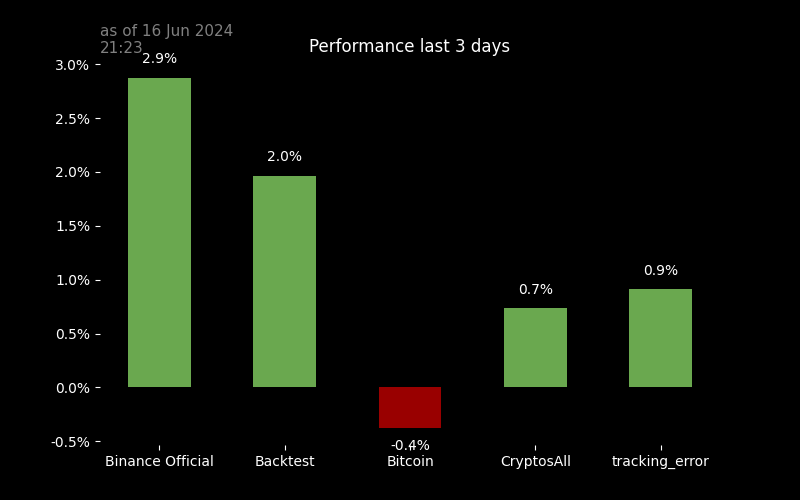 as of 16 Jun 2024
21:23
Performance last 3 days
3.0%
2.5%
2.0%
1.5%
1.0%
0.5%
0.0%
-0.5%
2.9%
2.0%
-0.4%
0.7%
0.9%
Binance Official
Backtest
Bitcoin
CryptosAll
tracking_error